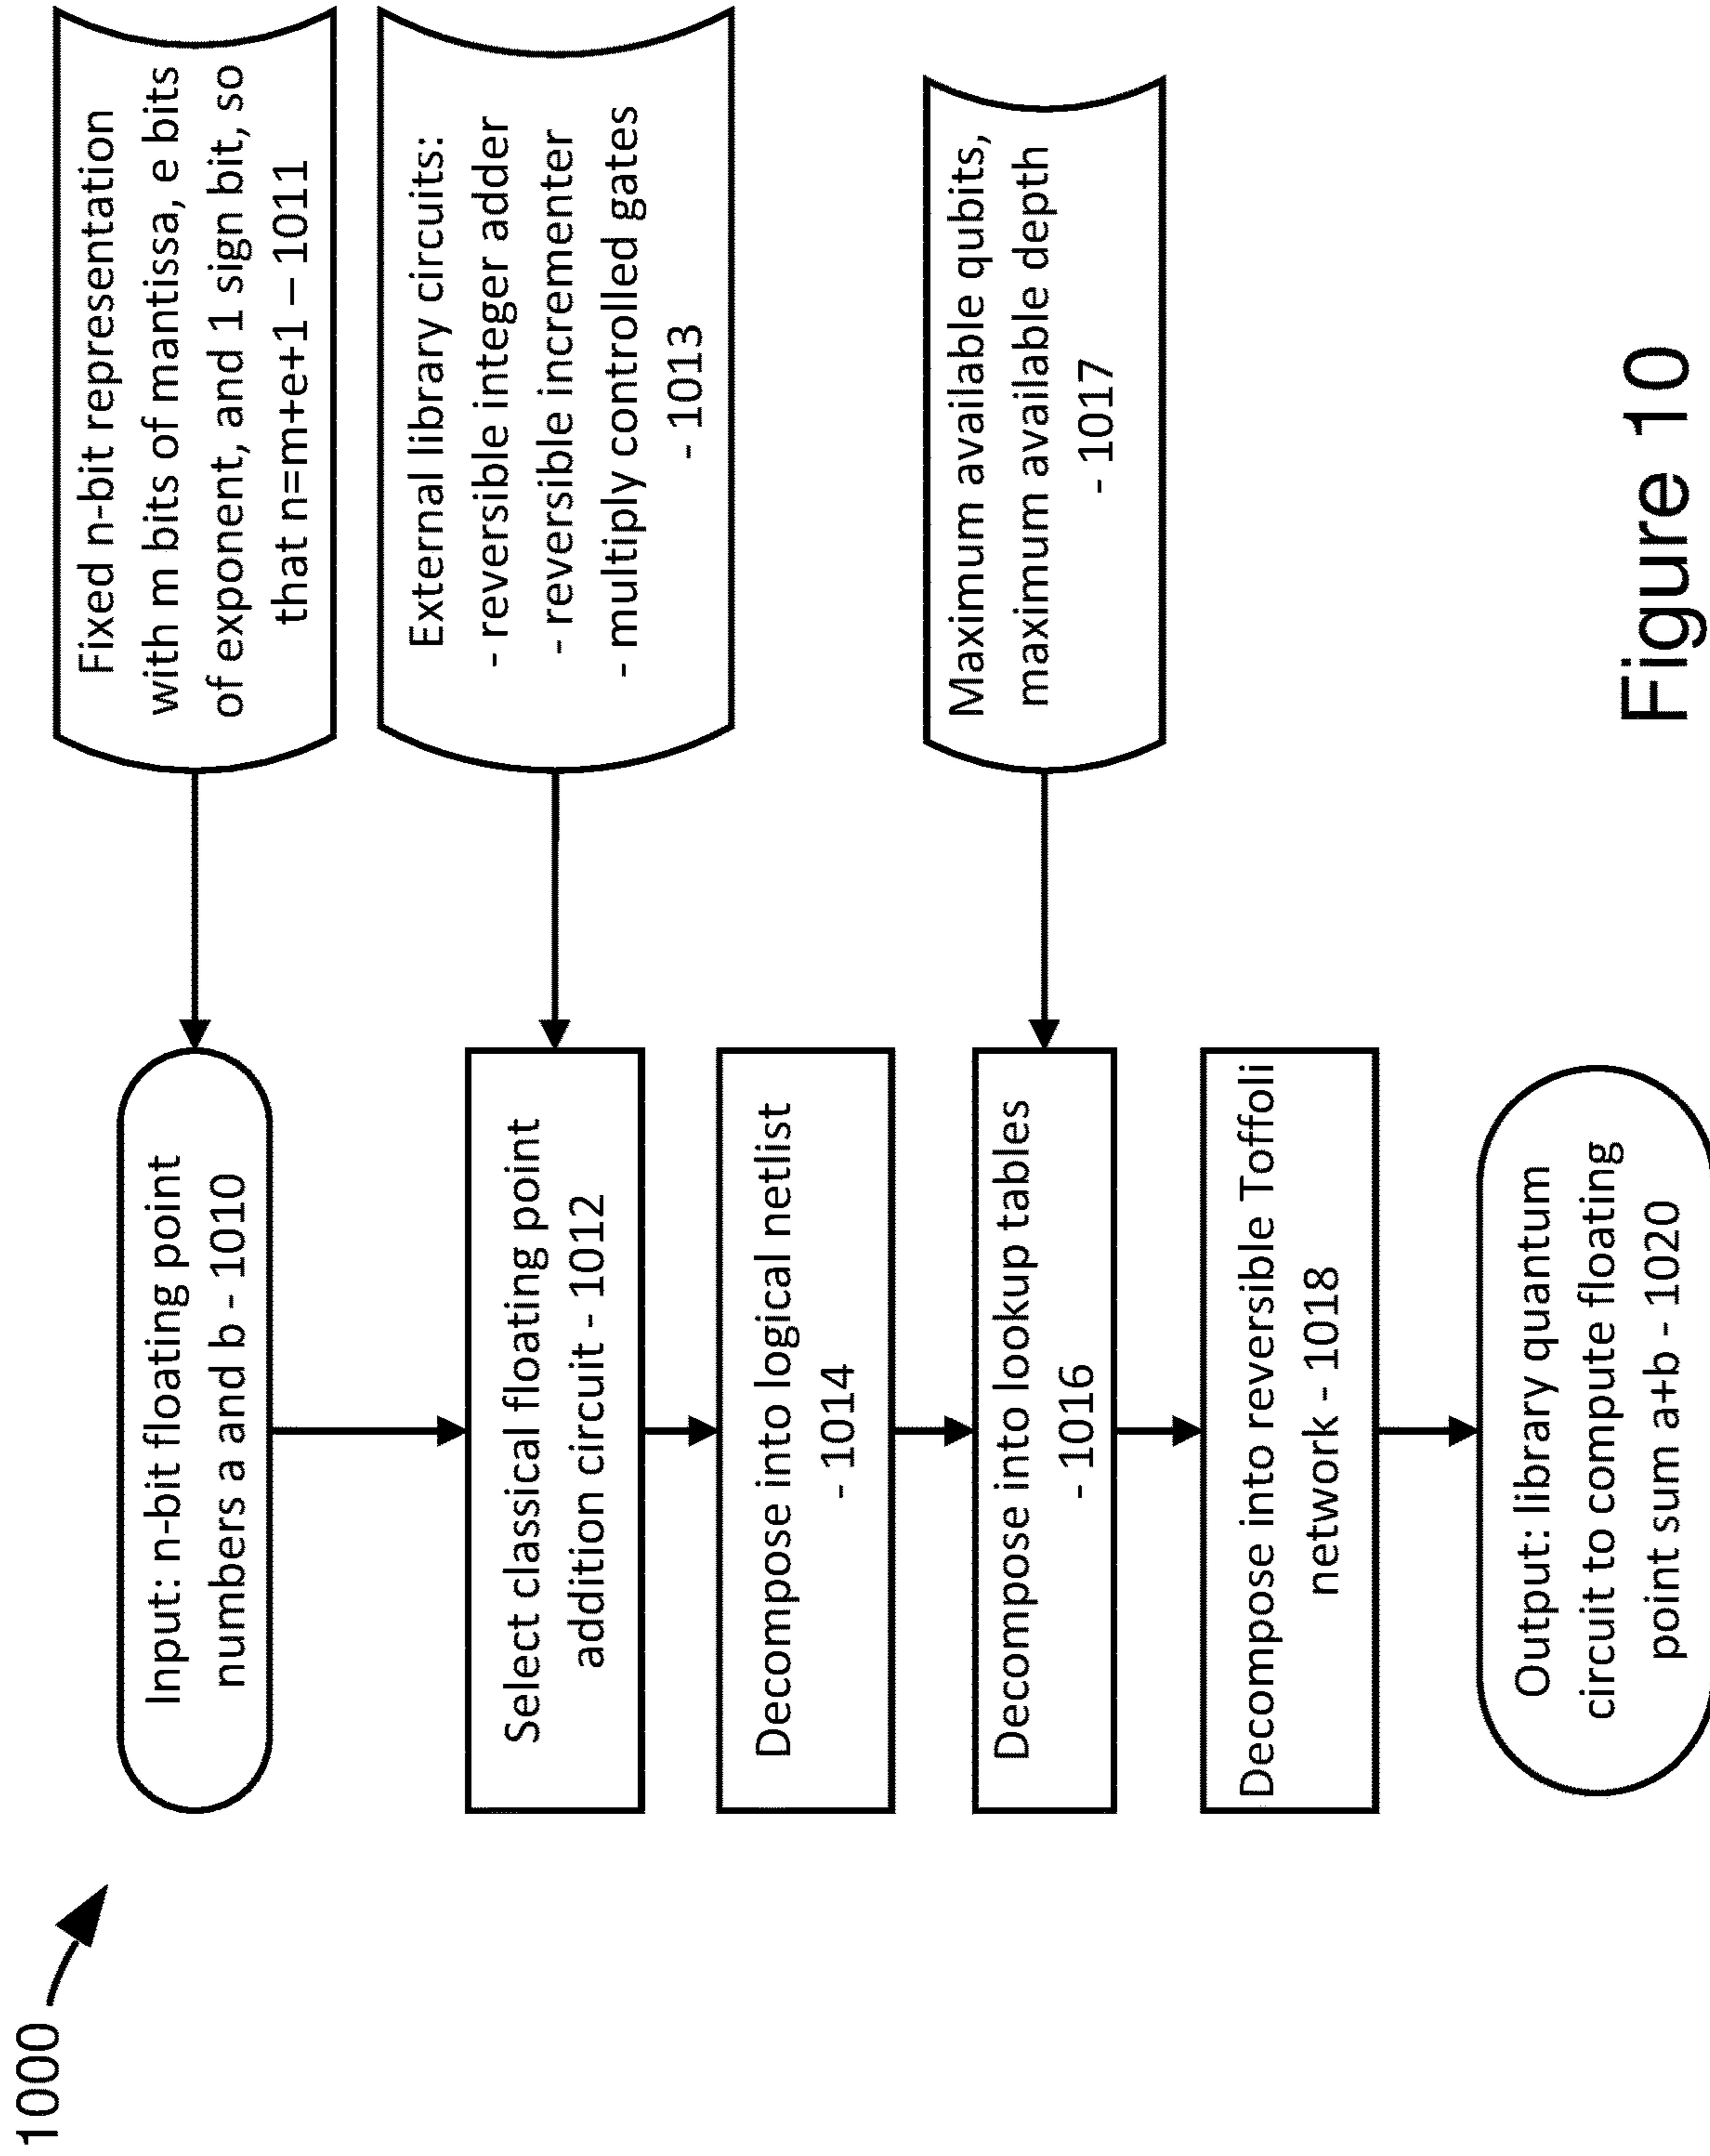 1000
Input: n-bit floating point
numbers a and b - 1010
Fixed n-bit representation
with m bits of mantissa, e bits
of exponent, and 1 sign bit, so
that n=m+e+1 – 1011
Select classical floating point
addition circuit - 1012
External library circuits:
- reversible integer adder
- reversible incrementer
- multiply controlled gates
- 1013
Decompose into logical netlist
- 1014
Decompose into lookup tables
- 1016
Maximum available qubits,
maximum available depth
- 1017
Decompose into reversible Toffoli
network - 1018
Output: library quantum
circuit to compute floating
point sum a+b - 1020
Figure 10